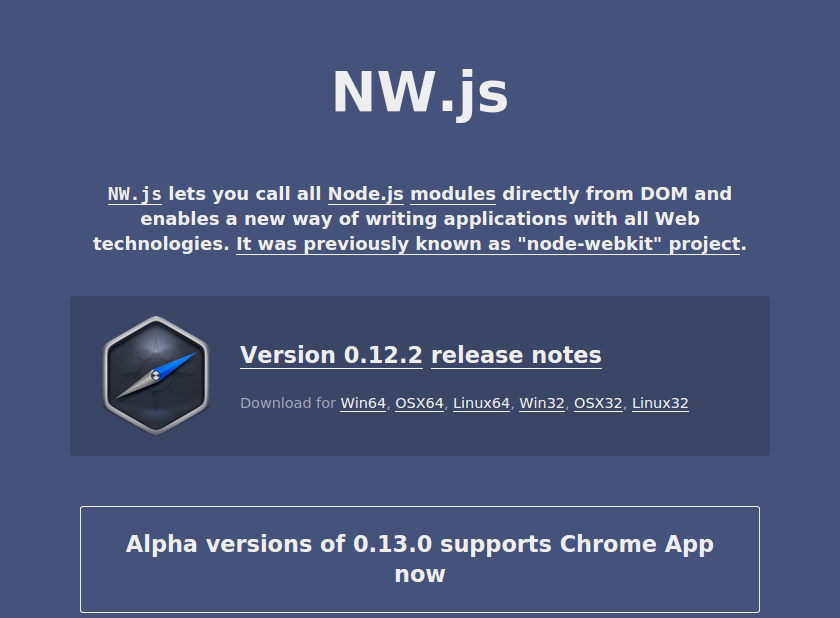 NW.js
NW.js lets you call all Node.js modules directly from DOM and
enables a new way of writing applications with all Web
technologies. It was previously known as "node-webkit" project.
Version 0.12.2 release notes
Download for Win64, OSX64, Linux64, Win32, OSX32, Linux32
Alpha versions of 0.13.0 supports Chrome App
now